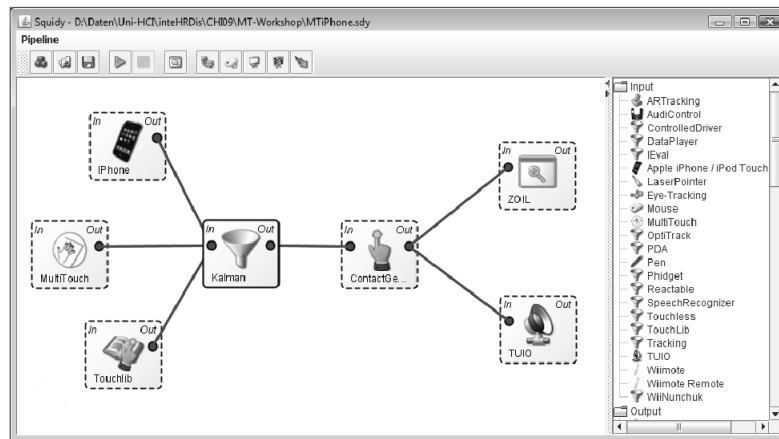 Squidy - D:\Daten\Uni-HCI\inteHRDis\CHI09\MT-Workshop\MTiPhone.sdy
Pipeline
In Out
IPhone
In Out
MultiTouch
In Out
Touchlib
In Out
Kalman
In Out
ContactGe...
In Out
ZOIL
In Out
TUIO
Input
ARTracking
AudiControl
ControlledDriver
DataPlayer
IEval
Apple iPhone / iPod Touch
LaserPointer
Eye-Tracking
Mouse
MultiTouch
OptiTrack
PDA
Pen
Phidget
Reactable
SpeechRecognizer
Touchless
TouchLib
Tracking
TUIO
Wiimote
Wiimote Remote
WiiNunchuk
Output